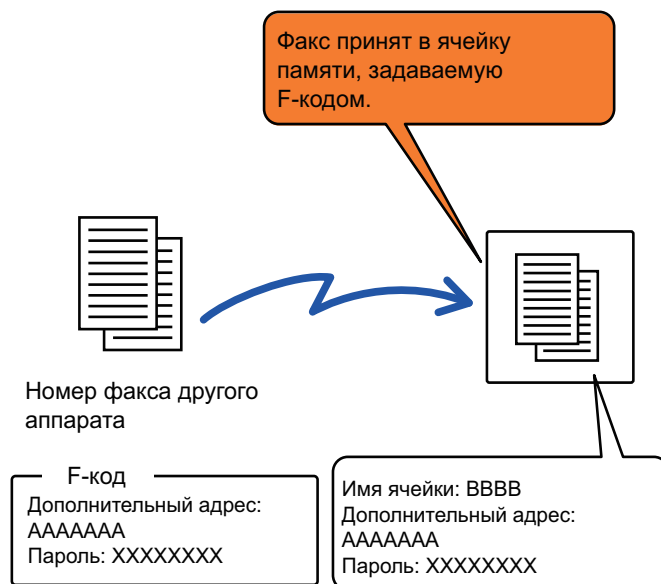 Факс принят в ячейку
памяти, задаваемую
F-кодом.
Номер факса другого
аппарата
F-код
Дополнительный адрес:
AAAAAAA
Пароль: XXXXXXXX
Имя ячейки: BBBB
Дополнительный адрес:
AAAAAAA
Пароль: XXXXXXXX